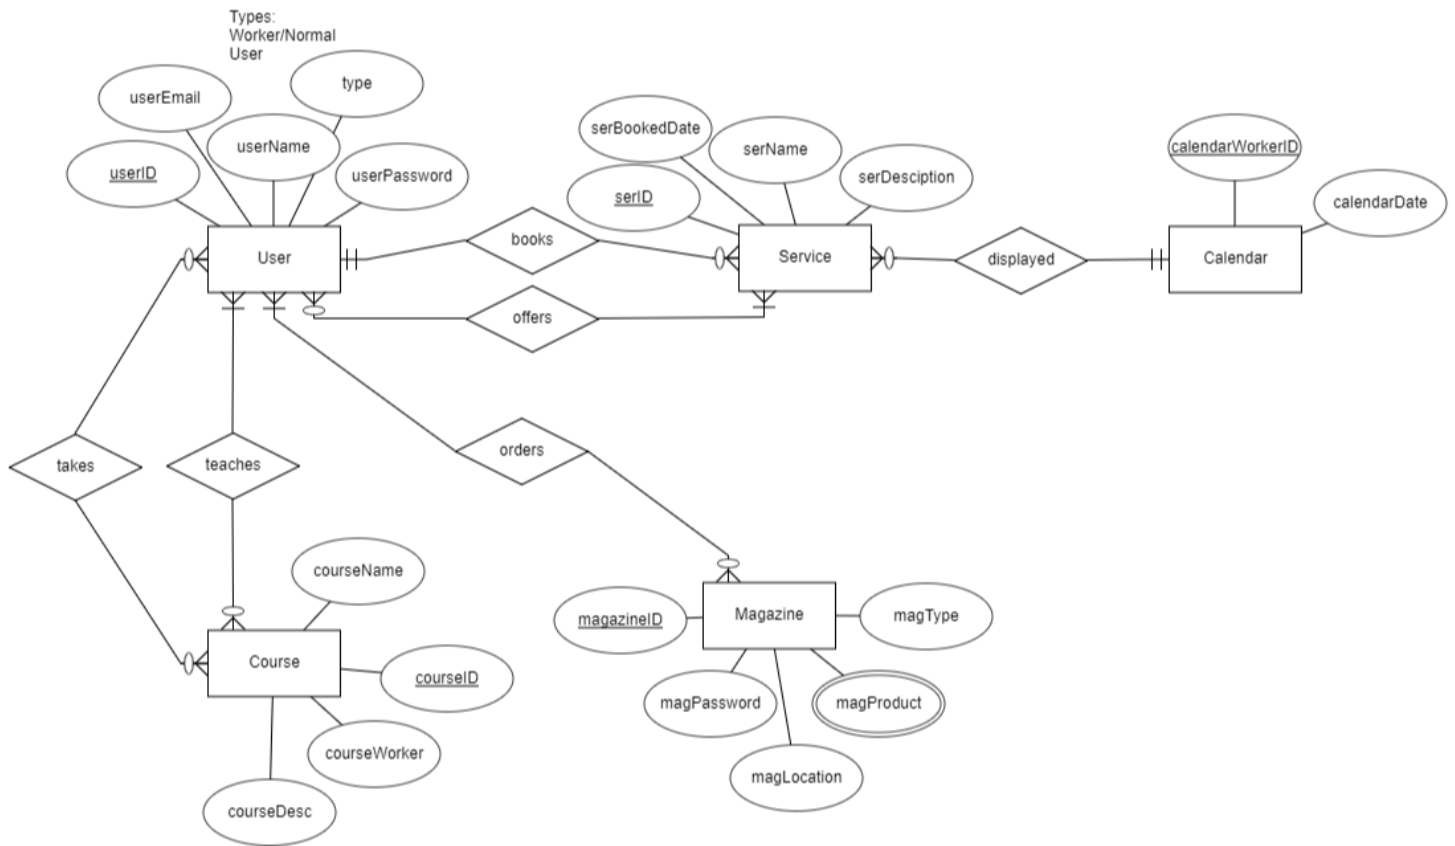 Types:
Worker/Normal
User
userEmail
type
userName
userID
userPassword
serBookedDate
serName
serID
serDesciption
calendarWorkerID
calendarDate
User
books
Service
displayed
Calendar
offers
takes
teaches
orders
courseName
Course
courseID
courseWorker
courseDesc
magazineID
Magazine
magType
magPassword
magProduct
magLocation